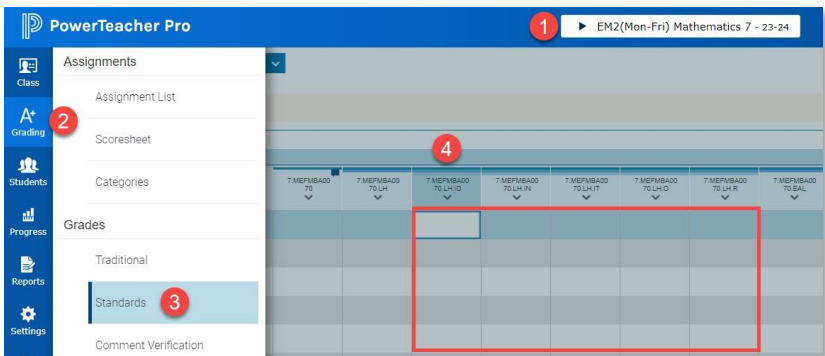 PowerTeacher Pro
1
EM2(Mon-Fri) Mathematics 7 - 23-24
Class
Grading
Students
Progress
Reports
Settings
Assignments
2
Assignment List
Scoresheet
Categories
Grades
Traditional
Standards
3
Comment Verification
4
7.MEFMBA00
70
7.MEFMBA00
70.LH
7.MEFMBA00
70.LH.ID
7.MEFMBA00
70.LH.IN
7.MEFMBA00
70.LH.IT
7.MEFMBA00
70.LH.O
7.MEFMBA00
70.LH.R
7.MEFMBA00
70.EAL